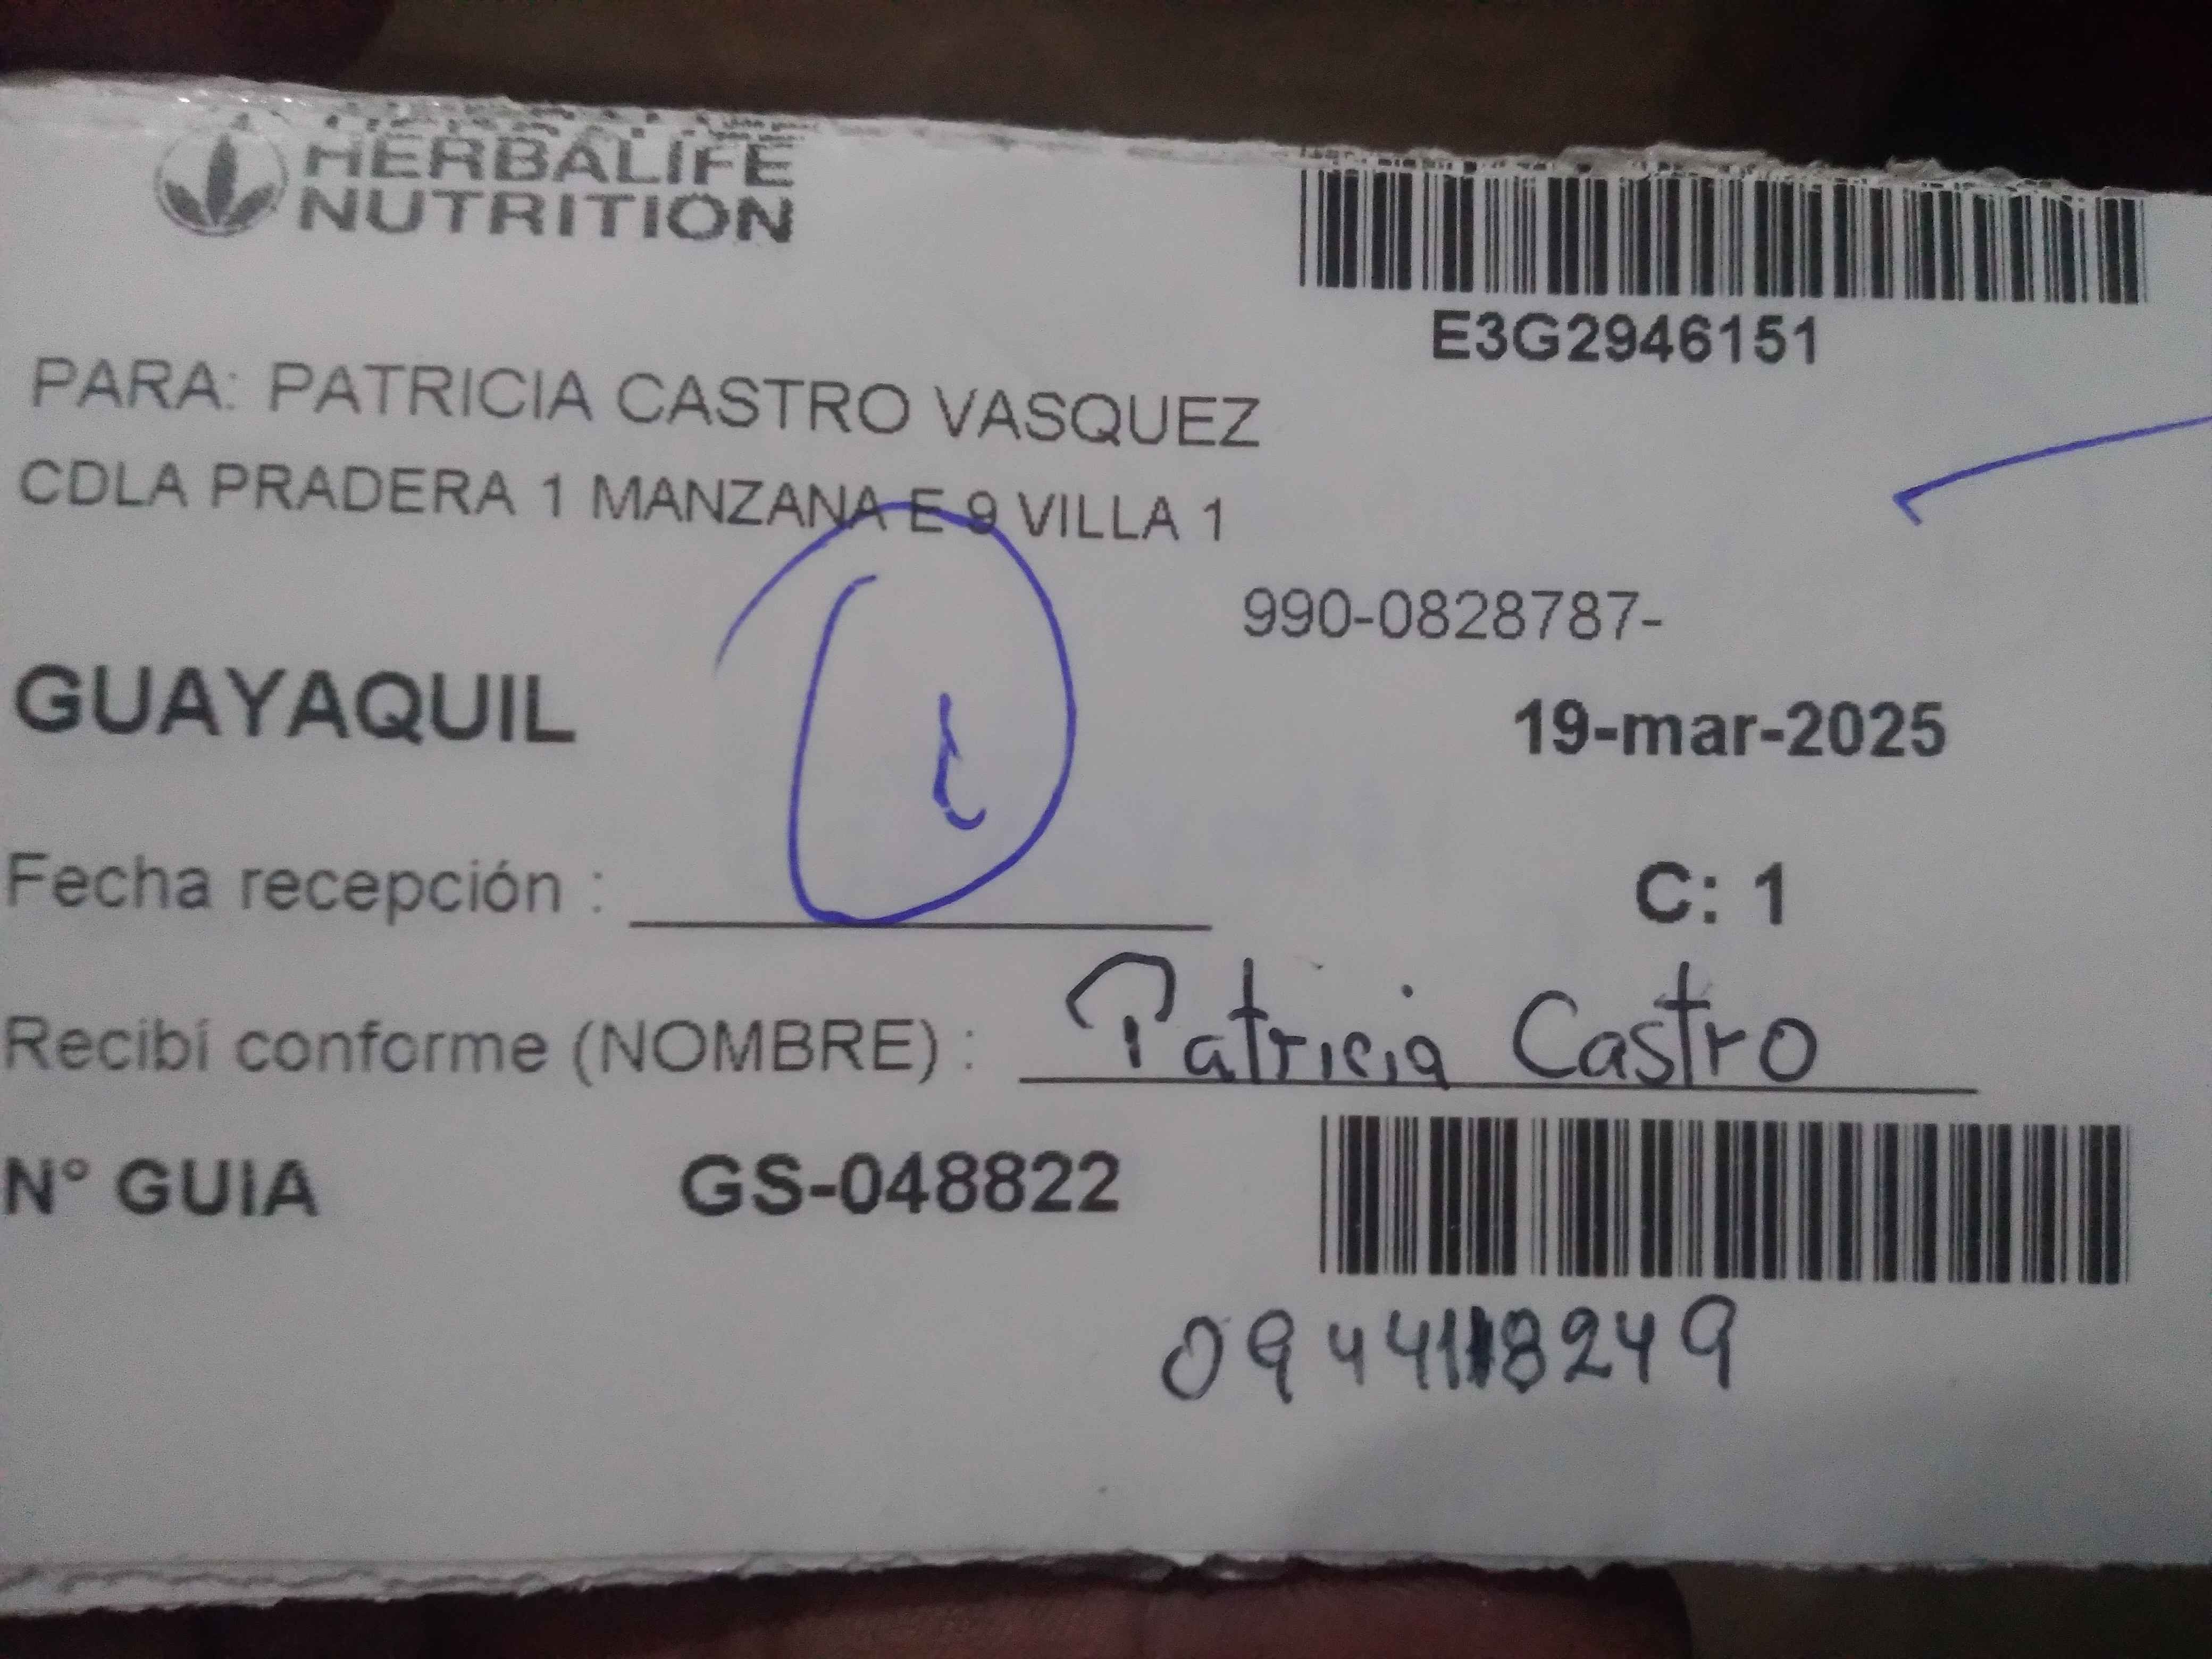 HERBALIFE
NUTRITION
E3G2946151
PARA: PATRICIA CASTRO VASQUEZ
CDLA PRADERA 1 MANZANA E 9 VILLA 1
990-0828787-
GUAYAQUIL
19-mar-2025
Fecha recepción :
C: 1
Recibí conforme (NOMBRE) : Patricia Castro
N° GUIA GS-048822